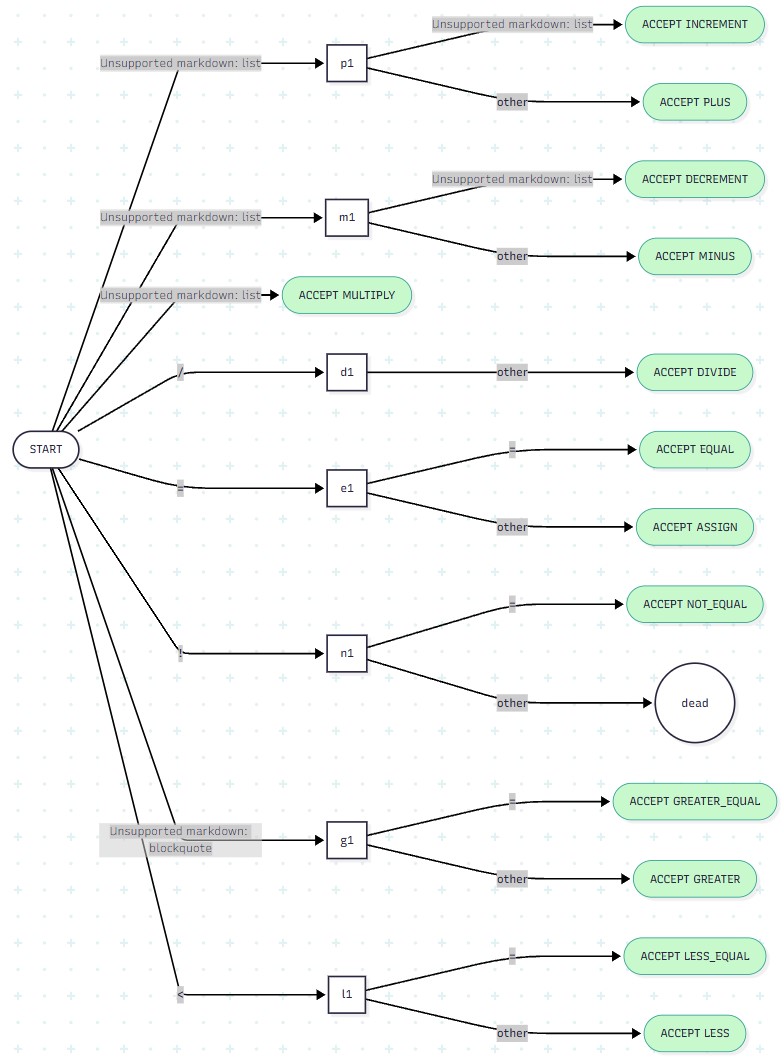 Unsupported markdown: list
ACCEPT INCREMENT
Unsupported markdown: list
p1
other
ACCEPT PLUS
Unsupported markdown: list
ACCEPT DECREMENT
Unsupported markdown: list
m1
other
ACCEPT MINUS
Unsupported markdown: list
ACCEPT MULTIPLY
/
d1
other
ACCEPT DIVIDE
START
=
ACCEPT EQUAL
=
e1
other
ACCEPT ASSIGN
=
ACCEPT NOT_EQUAL
!
n1
other
dead
=
ACCEPT GREATER_EQUAL
Unsupported markdown:
blockquote
g1
other
ACCEPT GREATER
=
ACCEPT LESS_EQUAL
<
l1
other
ACCEPT LESS